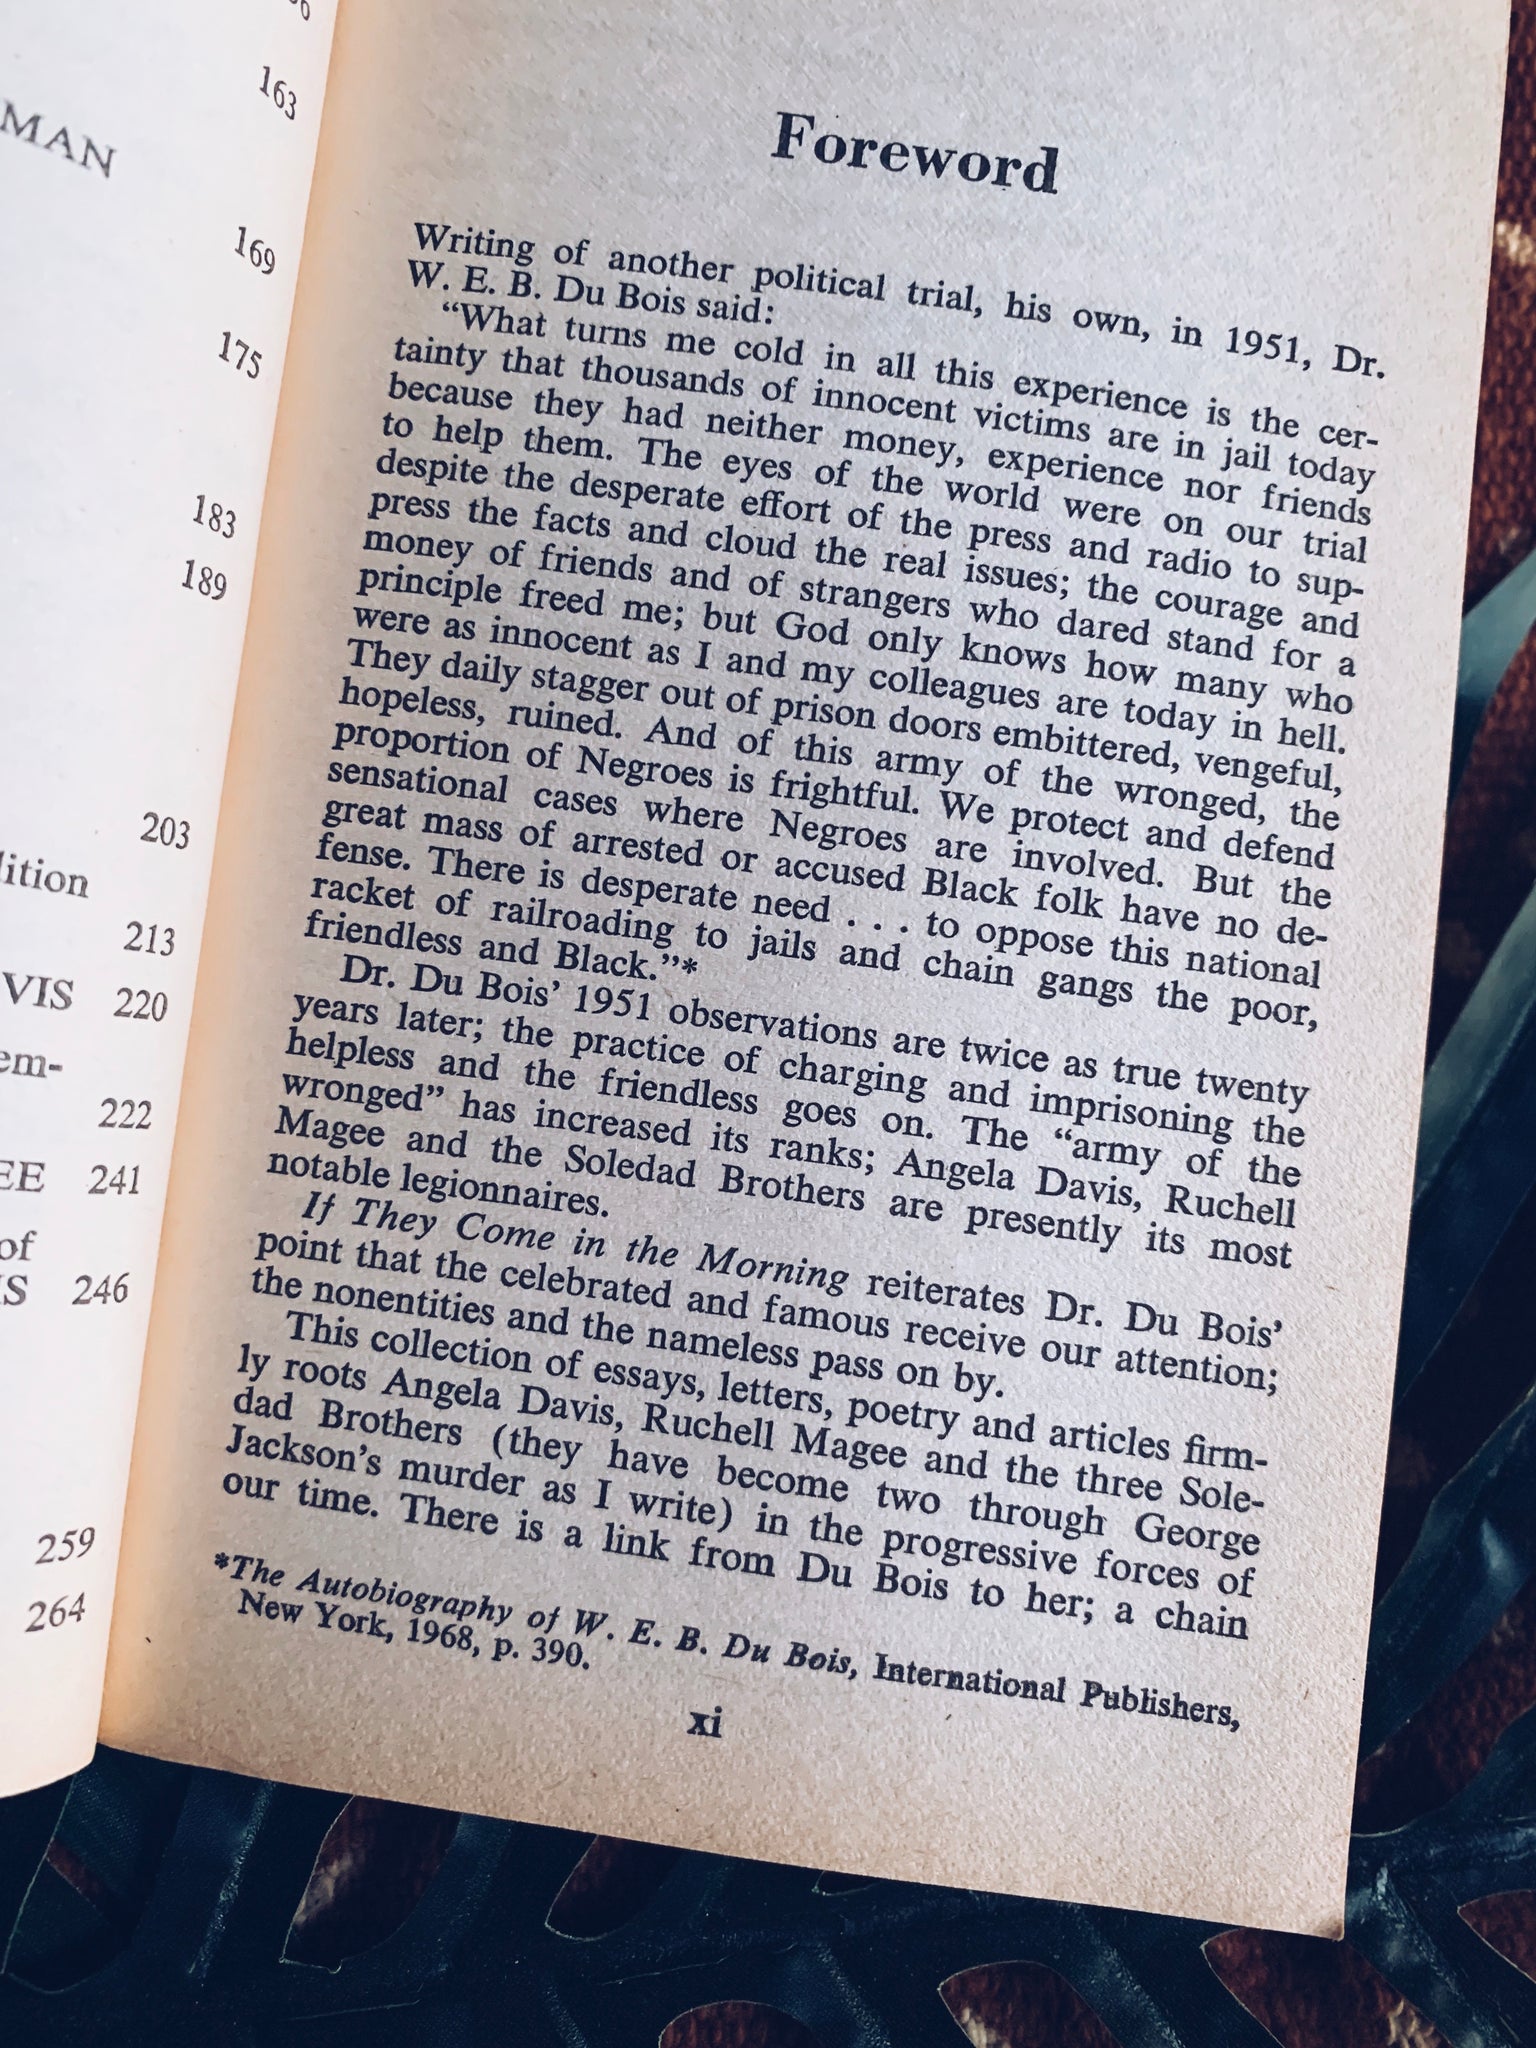 163
MAN
169
175
183
189
203
lition
213
VIS 220
em-
222
EE 241
of
IS 246
259
264
Foreword
Writing of another political trial, his own, in 1951, Dr.
W. E. B. Du Bois said:
“What turns me cold in all this experience is the cer-
tainty that thousands of innocent victims are in jail today
because they had neither money, experience nor friends
to help them. The eyes of the world were on our trial
despite the desperate effort of the press and radio to sup-
press the facts and cloud the real issues; the courage and
money of friends and of strangers who dared stand for a
principle freed me; but God only knows how many who
were as innocent as I and my colleagues are today in hell.
They daily stagger out of prison doors embittered, vengeful,
hopeless, ruined. And of this army of the wronged, the
proportion of Negroes is frightful. We protect and defend
sensational cases where Negroes are involved. But the
great mass of arrested or accused Black folk have no de-
fense. There is desperate need . . . to oppose this national
racket of railroading to jails and chain gangs the poor,
friendless and Black.”*
Dr. Du Bois’ 1951 observations are twice as true twenty
years later; the practice of charging and imprisoning the
helpless and the friendless goes on. The “army of the
wronged” has increased its ranks; Angela Davis, Ruchell
Magee and the Soledad Brothers are presently its most
notable legionnaires.
If They Come in the Morning reiterates Dr. Du Bois’
point that the celebrated and famous receive our attention;
the nonentities and the nameless pass on by.
This collection of essays, letters, poetry and articles firm-
ly roots Angela Davis, Ruchell Magee and the three Sole-
dad Brothers (they have become two through George
Jackson’s murder as I write) in the progressive forces of
our time. There is a link from Du Bois to her; a chain
*The Autobiography of W. E. B. Du Bois, International Publishers,
New York, 1968, p. 390.
xi